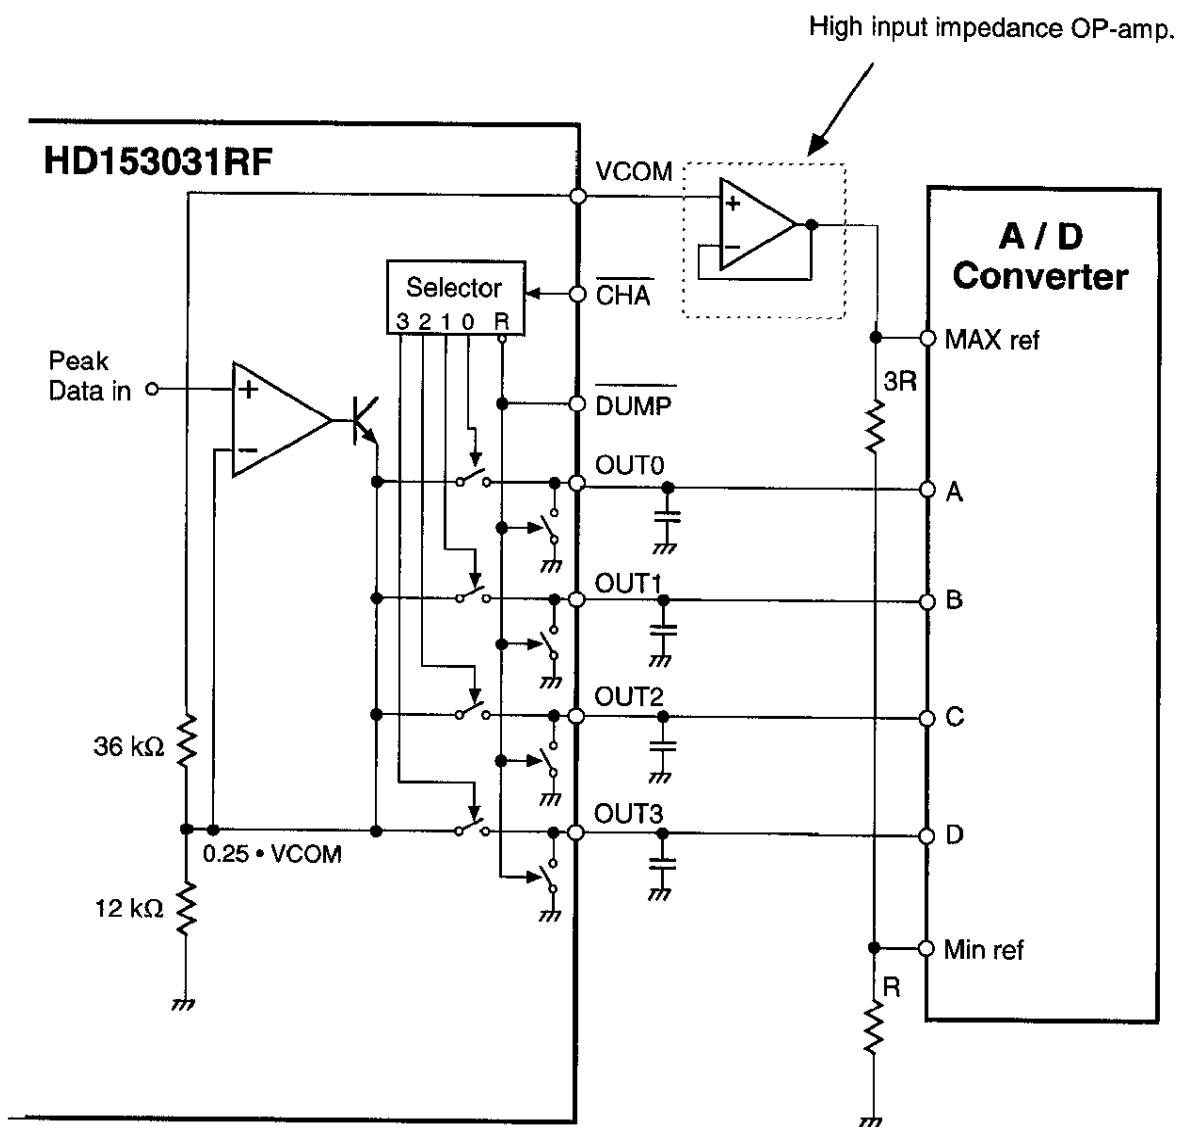 High input impedance OP-amp.
HD153031RF
VCOM
A / D
Converter
Selector
3 2 1 0 R
CHA
MAX ref
Peak
Data in
+
−
+
−
3R
DUMP
OUT0
A
OUT1
B
OUT2
C
36 kΩ
OUT3
D
0.25 • VCOM
12 kΩ
Min ref
R